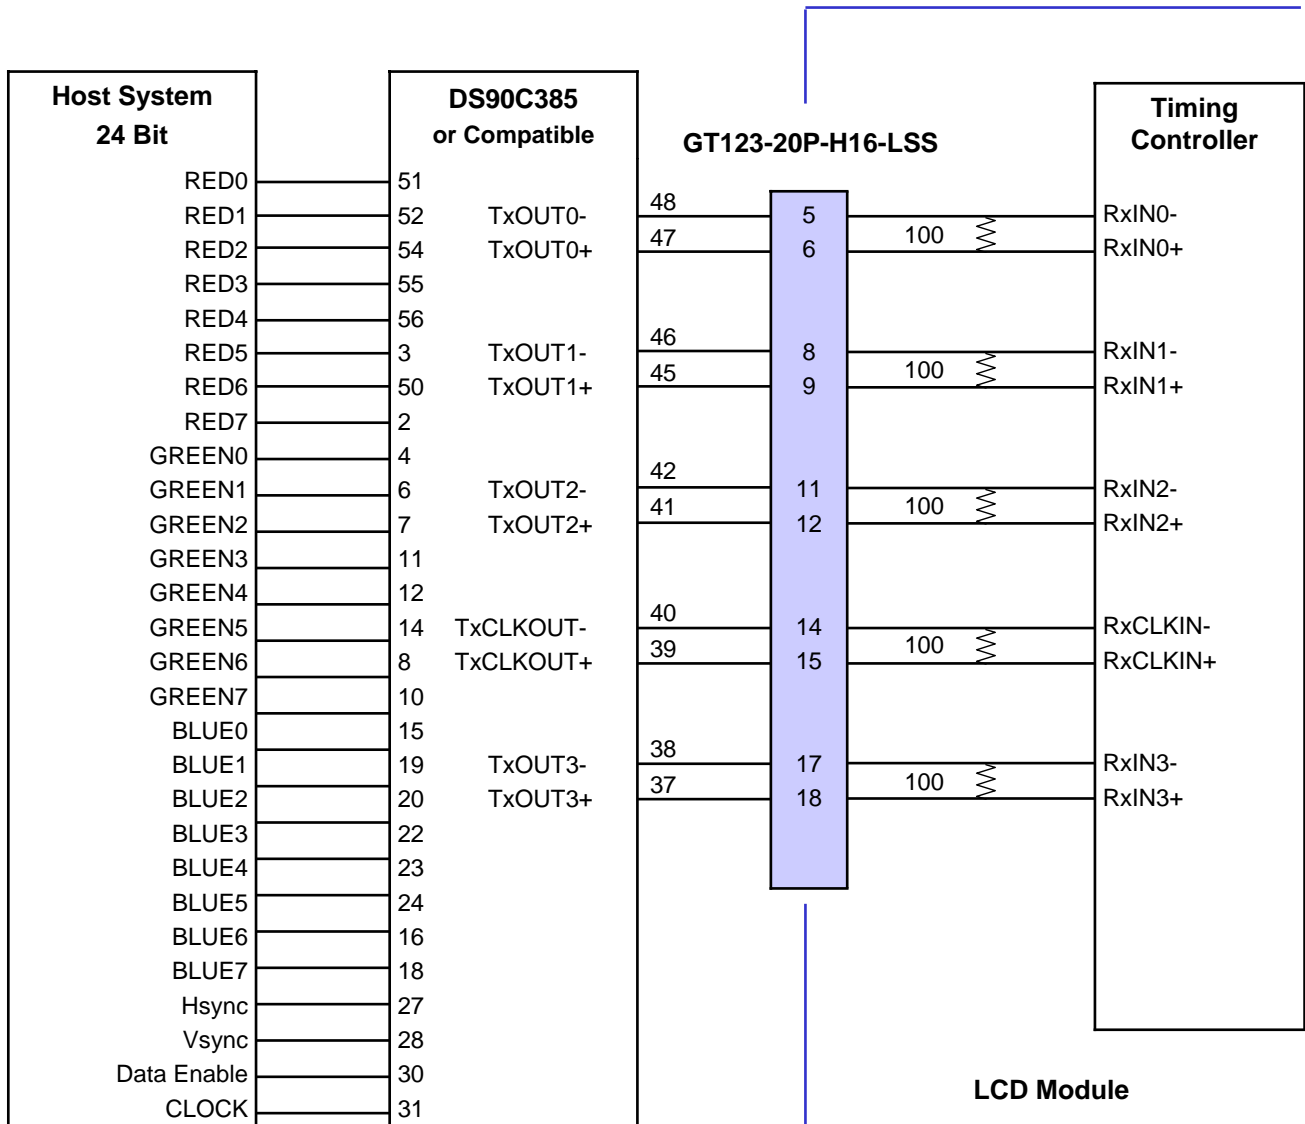 Host System
24 Bit
DS90C385
or Compatible
GT123-20P-H16-LSS
Timing
Controller
RED0 51
RED1 52 TxOUT0- 48 5 RxIN0-
100
RED2 54 TxOUT0+ 47 6 RxIN0+
RED3 55
RED4 56
RED5 3 TxOUT1- 46 8 RxIN1-
100
RED6 50 TxOUT1+ 45 9 RxIN1+
RED7 2
GREEN0 4
GREEN1 6 TxOUT2- 42 11 RxIN2-
100
GREEN2 7 TxOUT2+ 41 12 RxIN2+
GREEN3 11
GREEN4 12
GREEN5 14 TxCLKOUT- 40 14 RxCLKIN-
100
GREEN6 8 TxCLKOUT+ 39 15 RxCLKIN+
GREEN7 10
BLUE0 15
BLUE1 19 TxOUT3- 38 17 RxIN3-
100
BLUE2 20 TxOUT3+ 37 18 RxIN3+
BLUE3 22
BLUE4 23
BLUE5 24
BLUE6 16
BLUE7 18
Hsync 27
Vsync 28
Data Enable 30
CLOCK 31
LCD Module